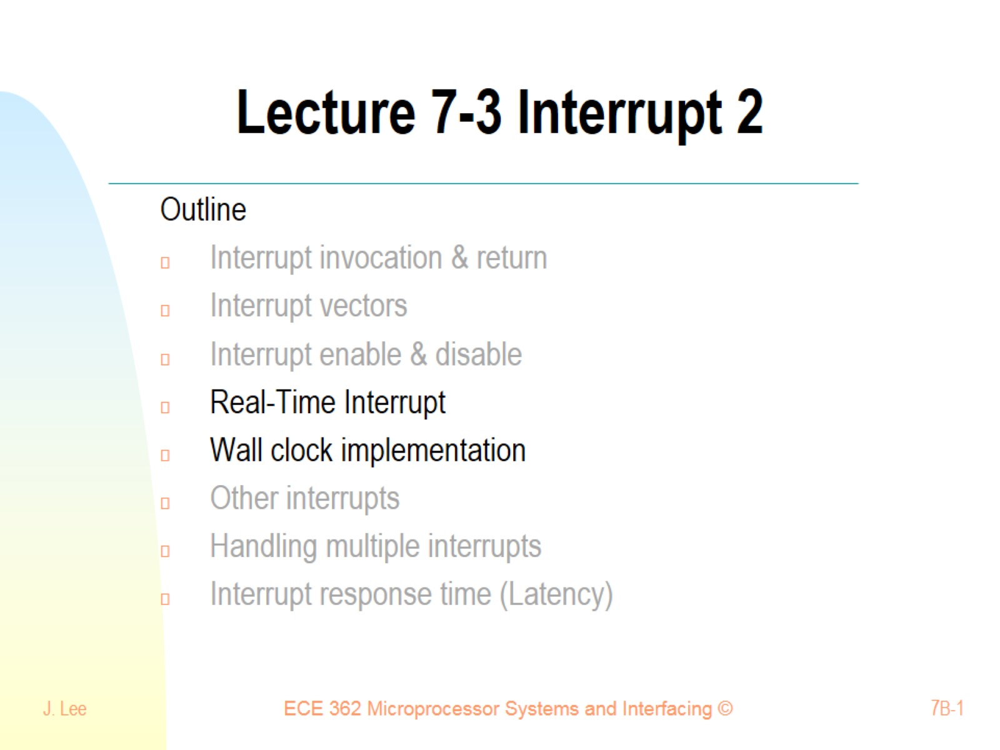 Lecture 7-3 Interrupt 2
Outline
Interrupt invocation & return
Interrupt vectors
Interrupt enable & disable
Real-Time Interrupt
Wall clock implementation
Other interrupts
Handling multiple interrupts
Interrupt response time (Latency)
J. Lee
ECE 362 Microprocessor Systems and Interfacing ©
7B-1